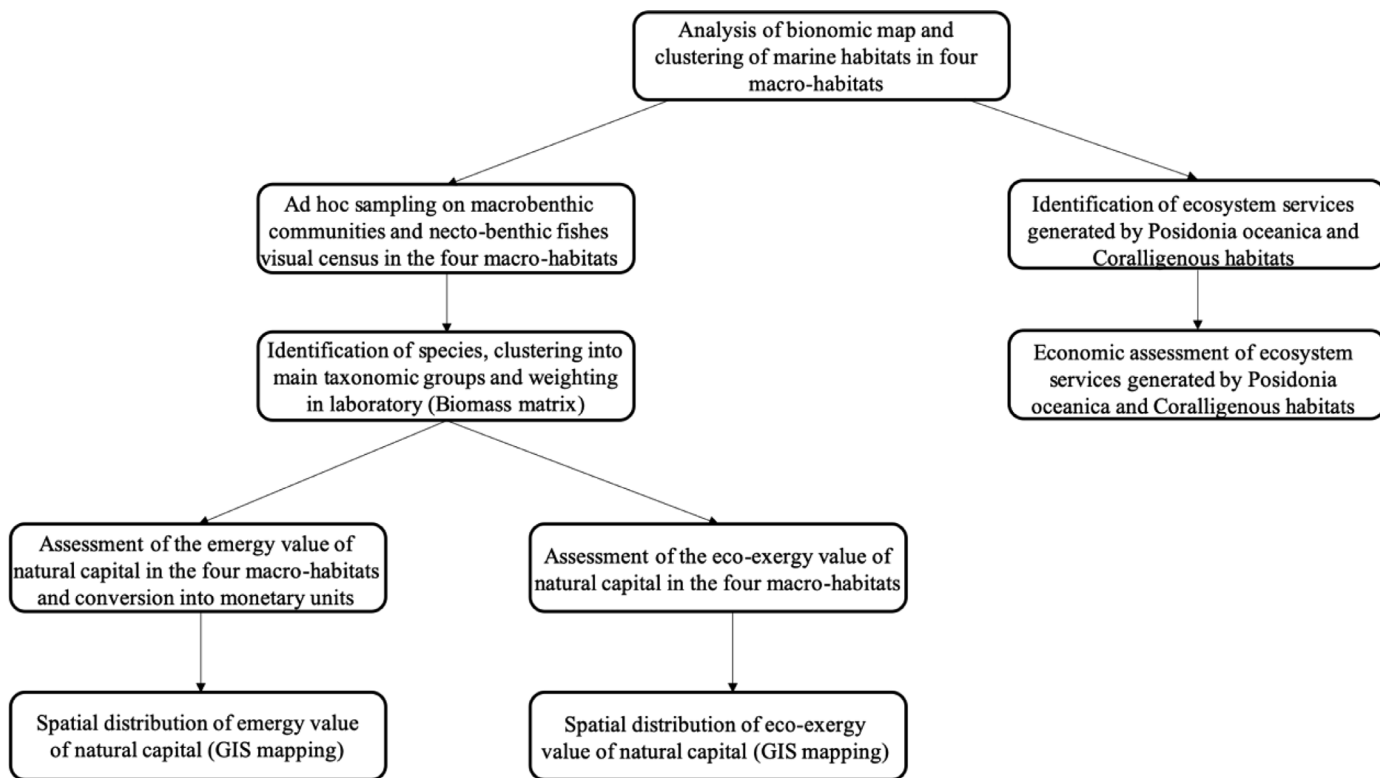 Analysis of bionomic map and
clustering of marine habitats in four
macro-habitats
Ad hoc sampling on macrobenthic
communities and necto-benthic fishes
visual census in the four macro-habitats
Identification of ecosystem services
generated by Posidonia oceanica and
Coralligenous habitats
Identification of species, clustering into
main taxonomic groups and weighting
in laboratory (Biomass matrix)
Economic assessment of ecosystem
services generated by Posidonia
oceanica and Coralligenous habitats
Assessment of the emergy value of
natural capital in the four macro-habitats
and conversion into monetary units
Assessment of the eco-exergy value of
natural capital in the four macro-habitats
Spatial distribution of emergy value
of natural capital (GIS mapping)
Spatial distribution of eco-exergy
value of natural capital (GIS mapping)